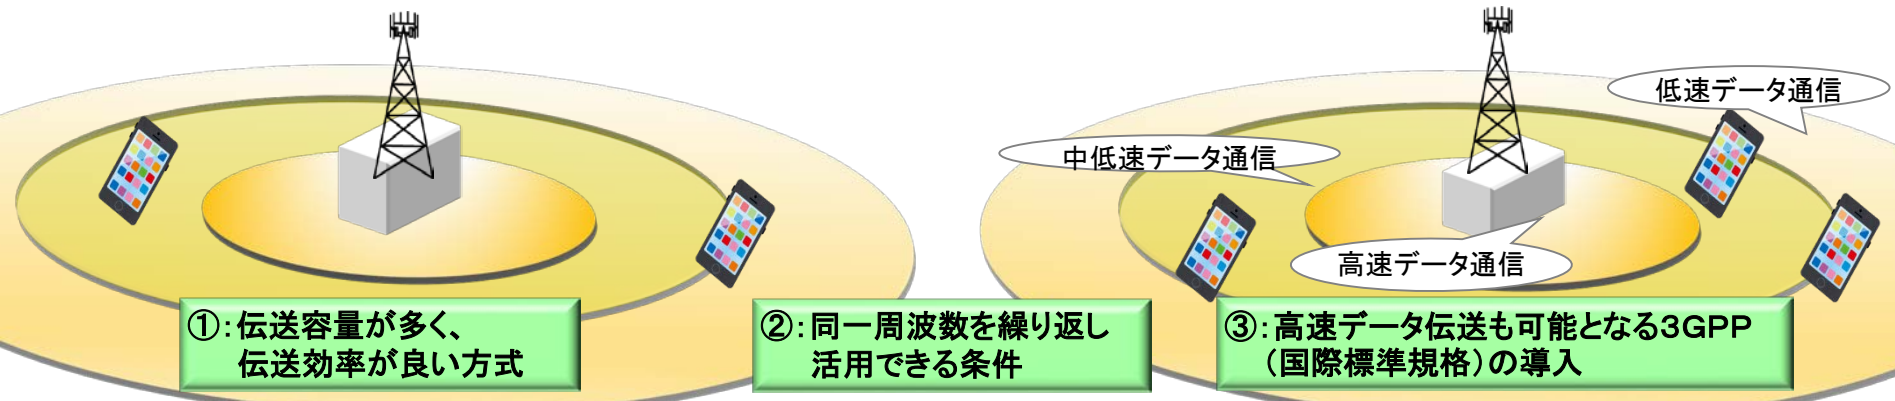 低速データ通信
中低速データ通信
高速データ通信
①：伝送容量が多く、
伝送効率が良い方式
②：同一周波数を繰り返し
活用できる条件
③：高速データ伝送も可能となる３ＧＰＰ
（国際標準規格）の導入